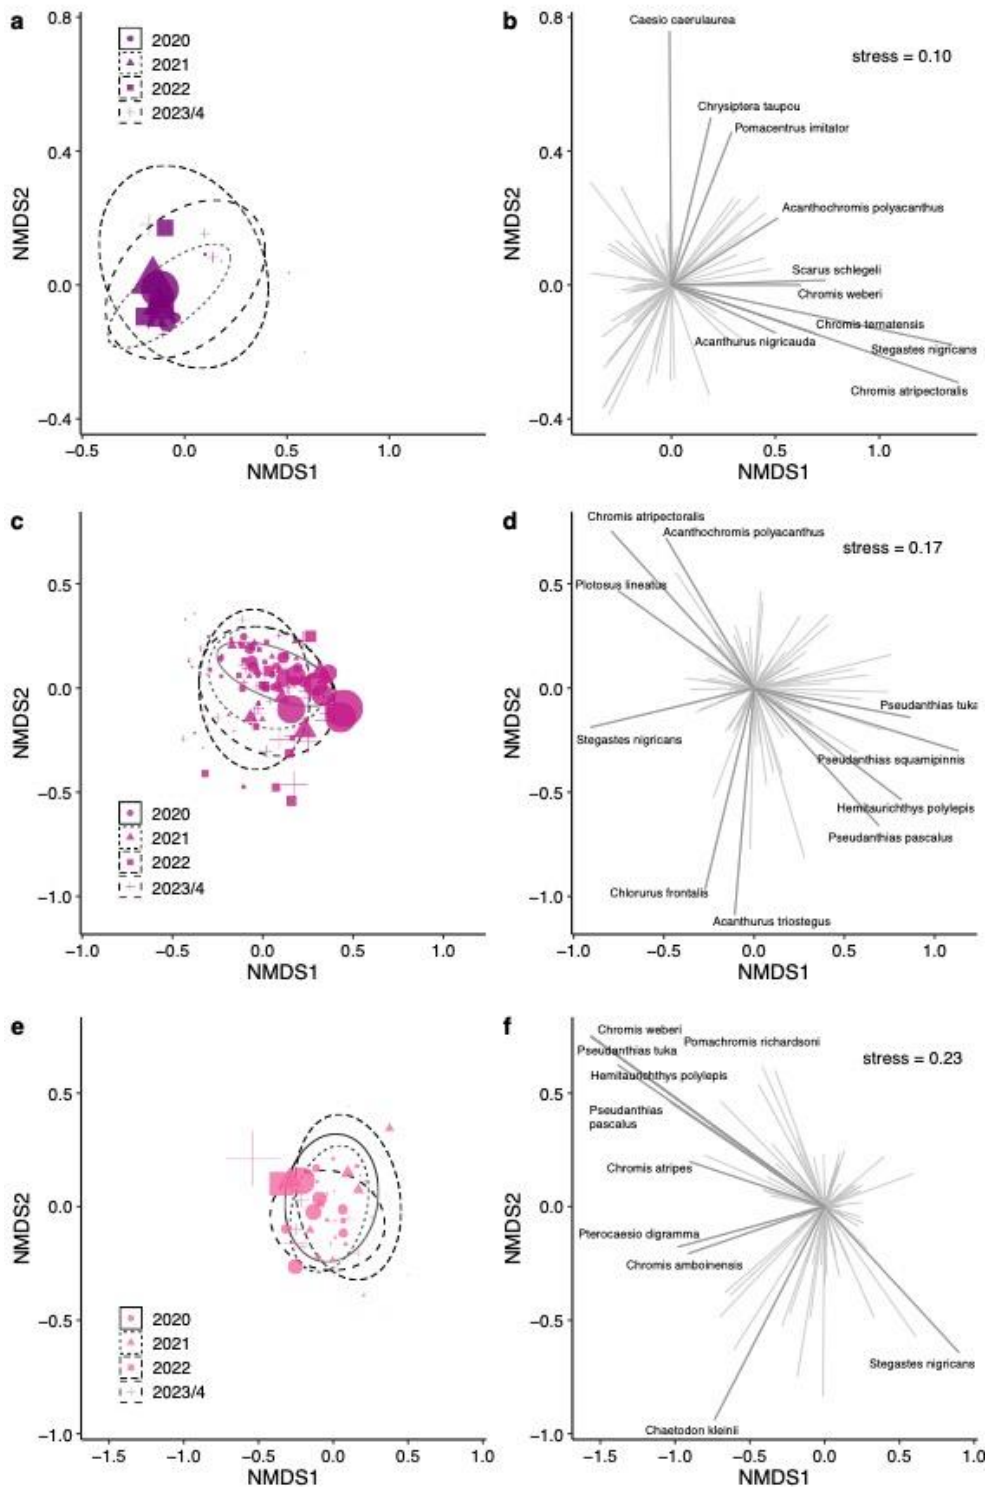 a
0.8
0.4
0.0
−0.4
NMDS2
−0.5
0.0
0.5
1.0
NMDS1
2020
2021
2022
2023/4
b
0.8
0.4
0.0
−0.4
NMDS2
0.0
0.5
1.0
NMDS1
stress = 0.10
Caesio caerulaurea
Chrysiptera taupou
Pomacentrus imitator
Acanthochromis polyacanthus
Scarus schlegeli
Chromis weberi
Chromis ternatensis
Acanthurus nigricauda
Stegastes nigricans
Chromis atripectoralis
c
0.5
0.0
−0.5
−1.0
NMDS2
−1.0
−0.5
0.0
0.5
1.0
NMDS1
2020
2021
2022
2023/4
d
0.5
0.0
−0.5
−1.0
NMDS2
−1.0
−0.5
0.0
0.5
1.0
NMDS1
stress = 0.17
Chromis atripectoralis
Acanthochromis polyacanthus
Plotosus lineatus
Pseudanthias tuka
Stegastes nigricans
Pseudanthias squamipinnis
Hemitaurichthys polylepis
Pseudanthias pascalus
Chlorurus frontalis
Acanthurus triostegus
e
0.5
0.0
−0.5
−1.0
NMDS2
−1.5
−1.0
−0.5
0.0
0.5
1.0
NMDS1
2020
2021
2022
2023/4
f
0.5
0.0
−0.5
−1.0
NMDS2
−1.5
−1.0
−0.5
0.0
0.5
1.0
NMDS1
stress = 0.23
Chromis weberi
Pomachromis richardsoni
Pseudanthias tuka
Hemitaurichthys polylepis
Pseudanthias
pascalus
Chromis atripes
Pterocaesio digramma
Chromis amboinensis
Stegastes nigricans
Chaetodon kleinii